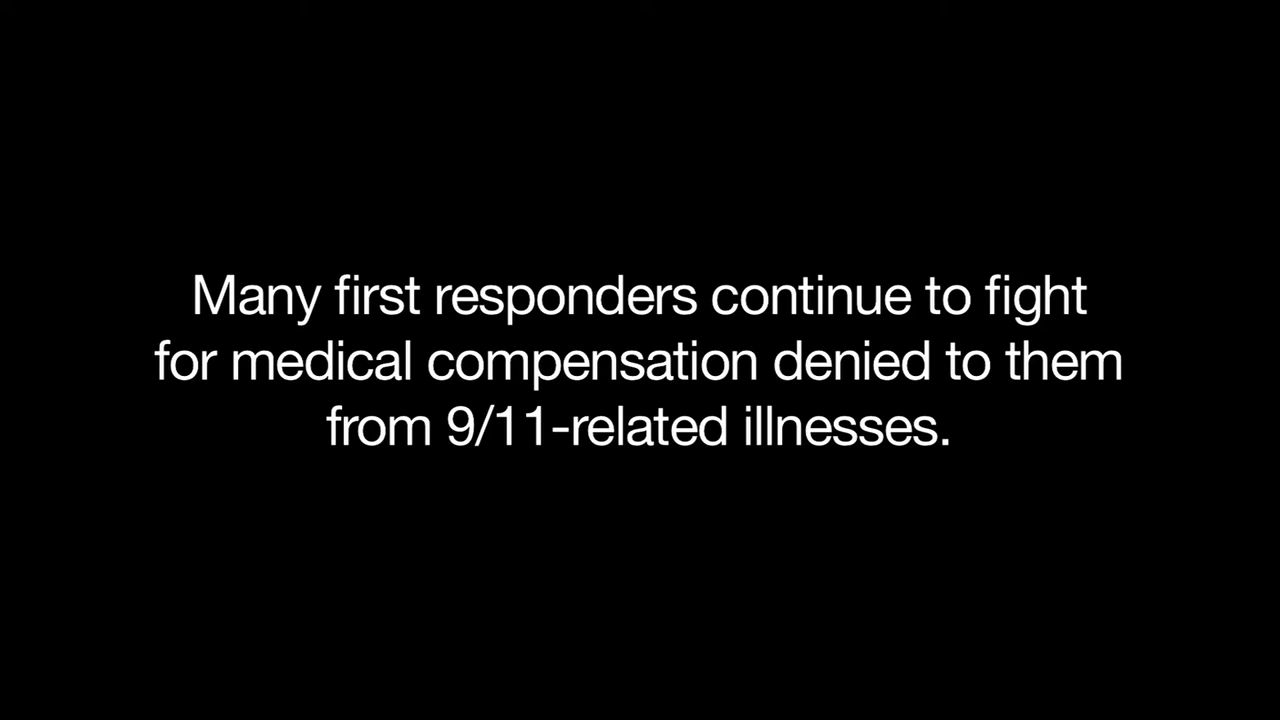 Many first responders continue to fight
for medical compensation denied to them
from 9/11-related illnesses.